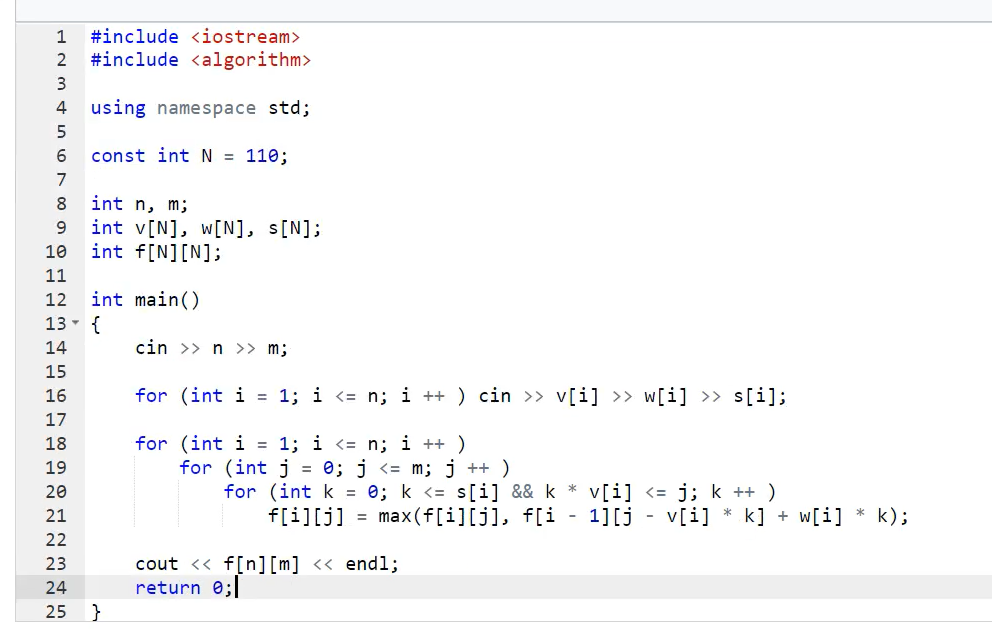 1 #include <iostream>
2 #include <algorithm>
3
4 using namespace std;
5
6 const int N = 110;
7
8 int n, m;
9 int v[N], w[N], s[N];
10 int f[N][N];
11
12 int main()
13 {
14     cin >> n >> m;
15
16     for (int i = 1; i <= n; i ++ ) cin >> v[i] >> w[i] >> s[i];
17
18     for (int i = 1; i <= n; i ++ )
19         for (int j = 0; j <= m; j ++ )
20             for (int k = 0; k <= s[i] && k * v[i] <= j; k ++ )
21                 f[i][j] = max(f[i][j], f[i - 1][j - v[i] * k] + w[i] * k);
22
23     cout << f[n][m] << endl;
24     return 0;
25 }